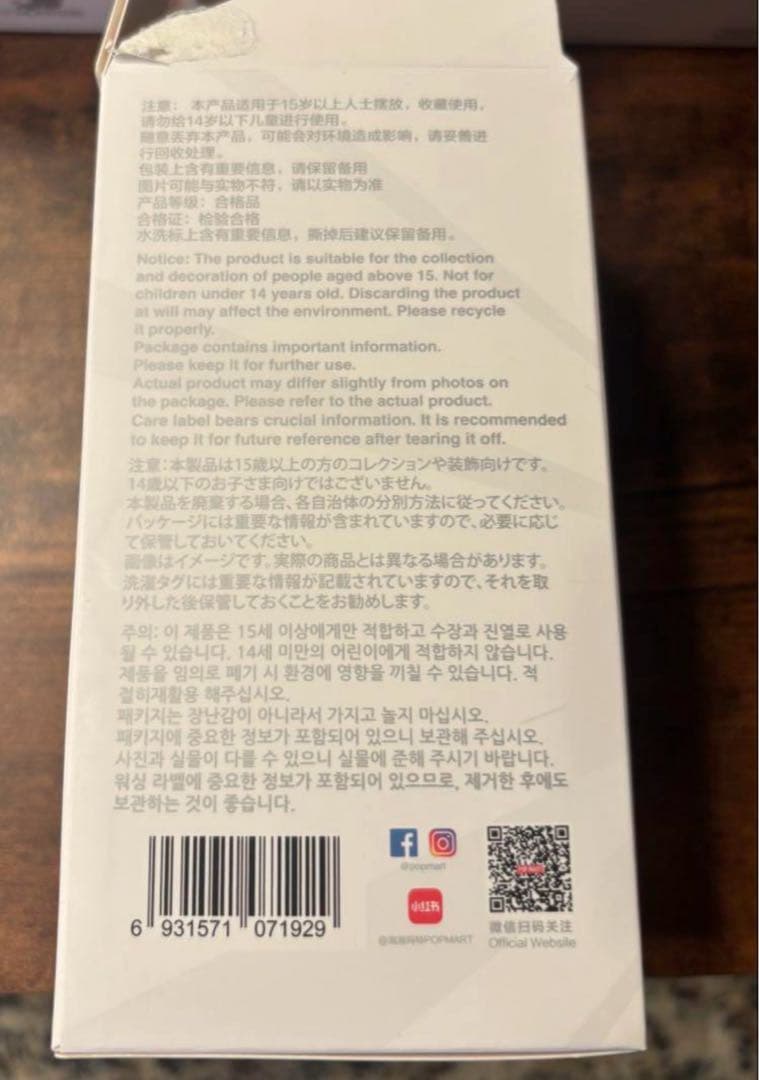 注意：本产品适用于15岁以上人士摆放，收藏使用，
请勿给14岁以下儿童进行使用。
随意丢弃本产品，可能会对环境造成影响，请妥善进
行回收处理。
包装上含有重要信息，请保留备用
图片可能与实物不符，请以实物为准
产品等级：合格品
合格证：检验合格
水洗标上含有重要信息，撕掉后建议保留备用。
Notice: The product is suitable for the collection
and decoration of people aged above 15. Not for
children under 14 years old. Discarding the product
at will may affect the environment. Please recycle
it properly.
Package contains important information.
Please keep it for further use.
Actual product may differ slightly from photos on
the package. Please refer to the actual product.
Care label bears crucial information. It is recommended
to keep it for future reference after tearing it off.
注意：本製品は15歳以上の方のコレクションや装飾向けです。
14歳以下のお子さま向けではございません。
本製品を廃棄する場合、各自治体の分別方法に従ってください。
パッケージには重要な情報が含まれていますので、必要に応じ
て保管しておいてください。
画像はイメージです。実際の商品とは異なる場合があります。
洗濯タグには重要な情報が記載されていますので、それを取
り外した後保管しておくことをお勧めします。
주의: 이 제품은 15세 이상에게만 적합하고 수장과 진열로 사용
될 수 있습니다. 14세 미만의 어린이에게 적합하지 않습니다.
제품을 임의로 폐기 시 환경에 영향을 끼칠 수 있습니다. 적
절히재활용 해주십시오.
패키지는 장난감이 아니라서 가지고 놀지 마십시오.
패키지에 중요한 정보가 포함되어 있으니 보관해 주십시오.
사진과 실물이 다를 수 있으니 실물에 준해 주시기 바랍니다.
워싱 라벨에 중요한 정보가 포함되어 있으므로, 제거한 후에도
보관하는 것이 좋습니다.
6 931571 071929
@popmart
小红书
@泡泡玛特POPMART
POP MART
微信扫码关注
Official Website